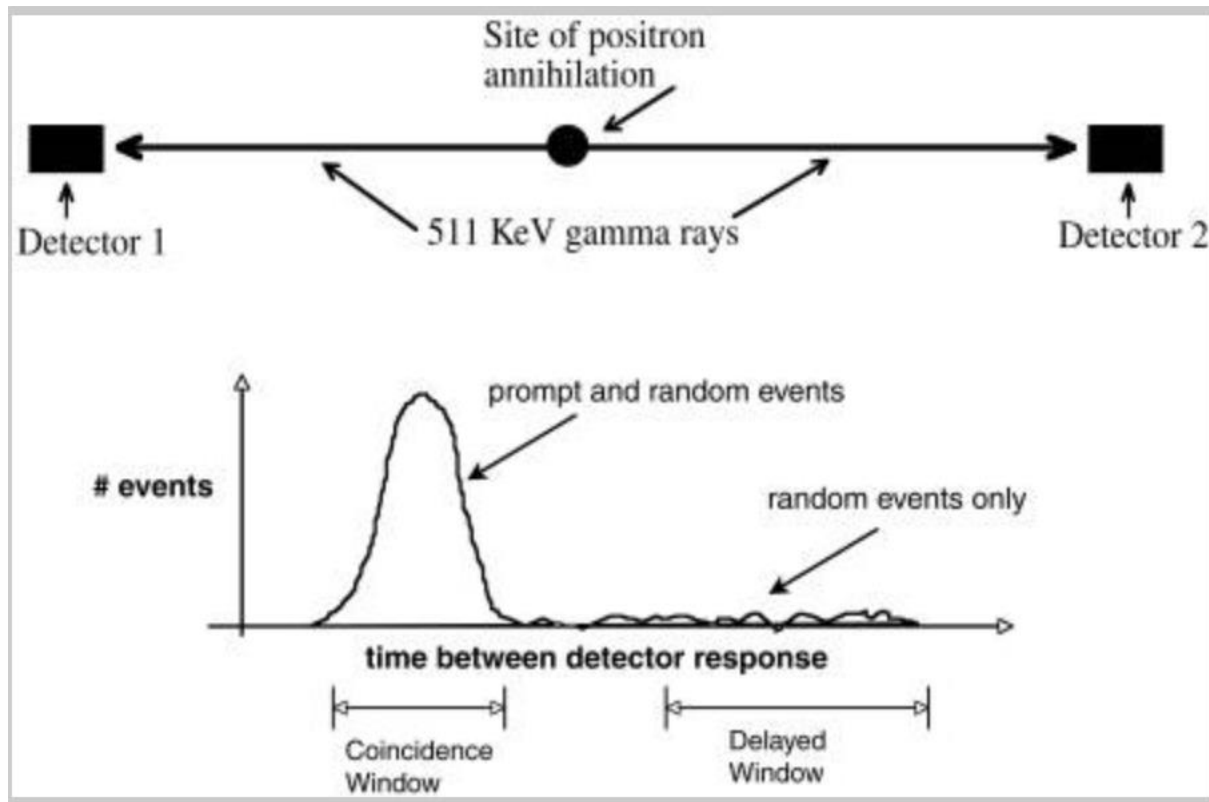 Site of positron
annihilation
Detector 1
511 KeV gamma rays
Detector 2
prompt and random events
# events
random events only
time between detector response
Coincidence
Window
Delayed
Window